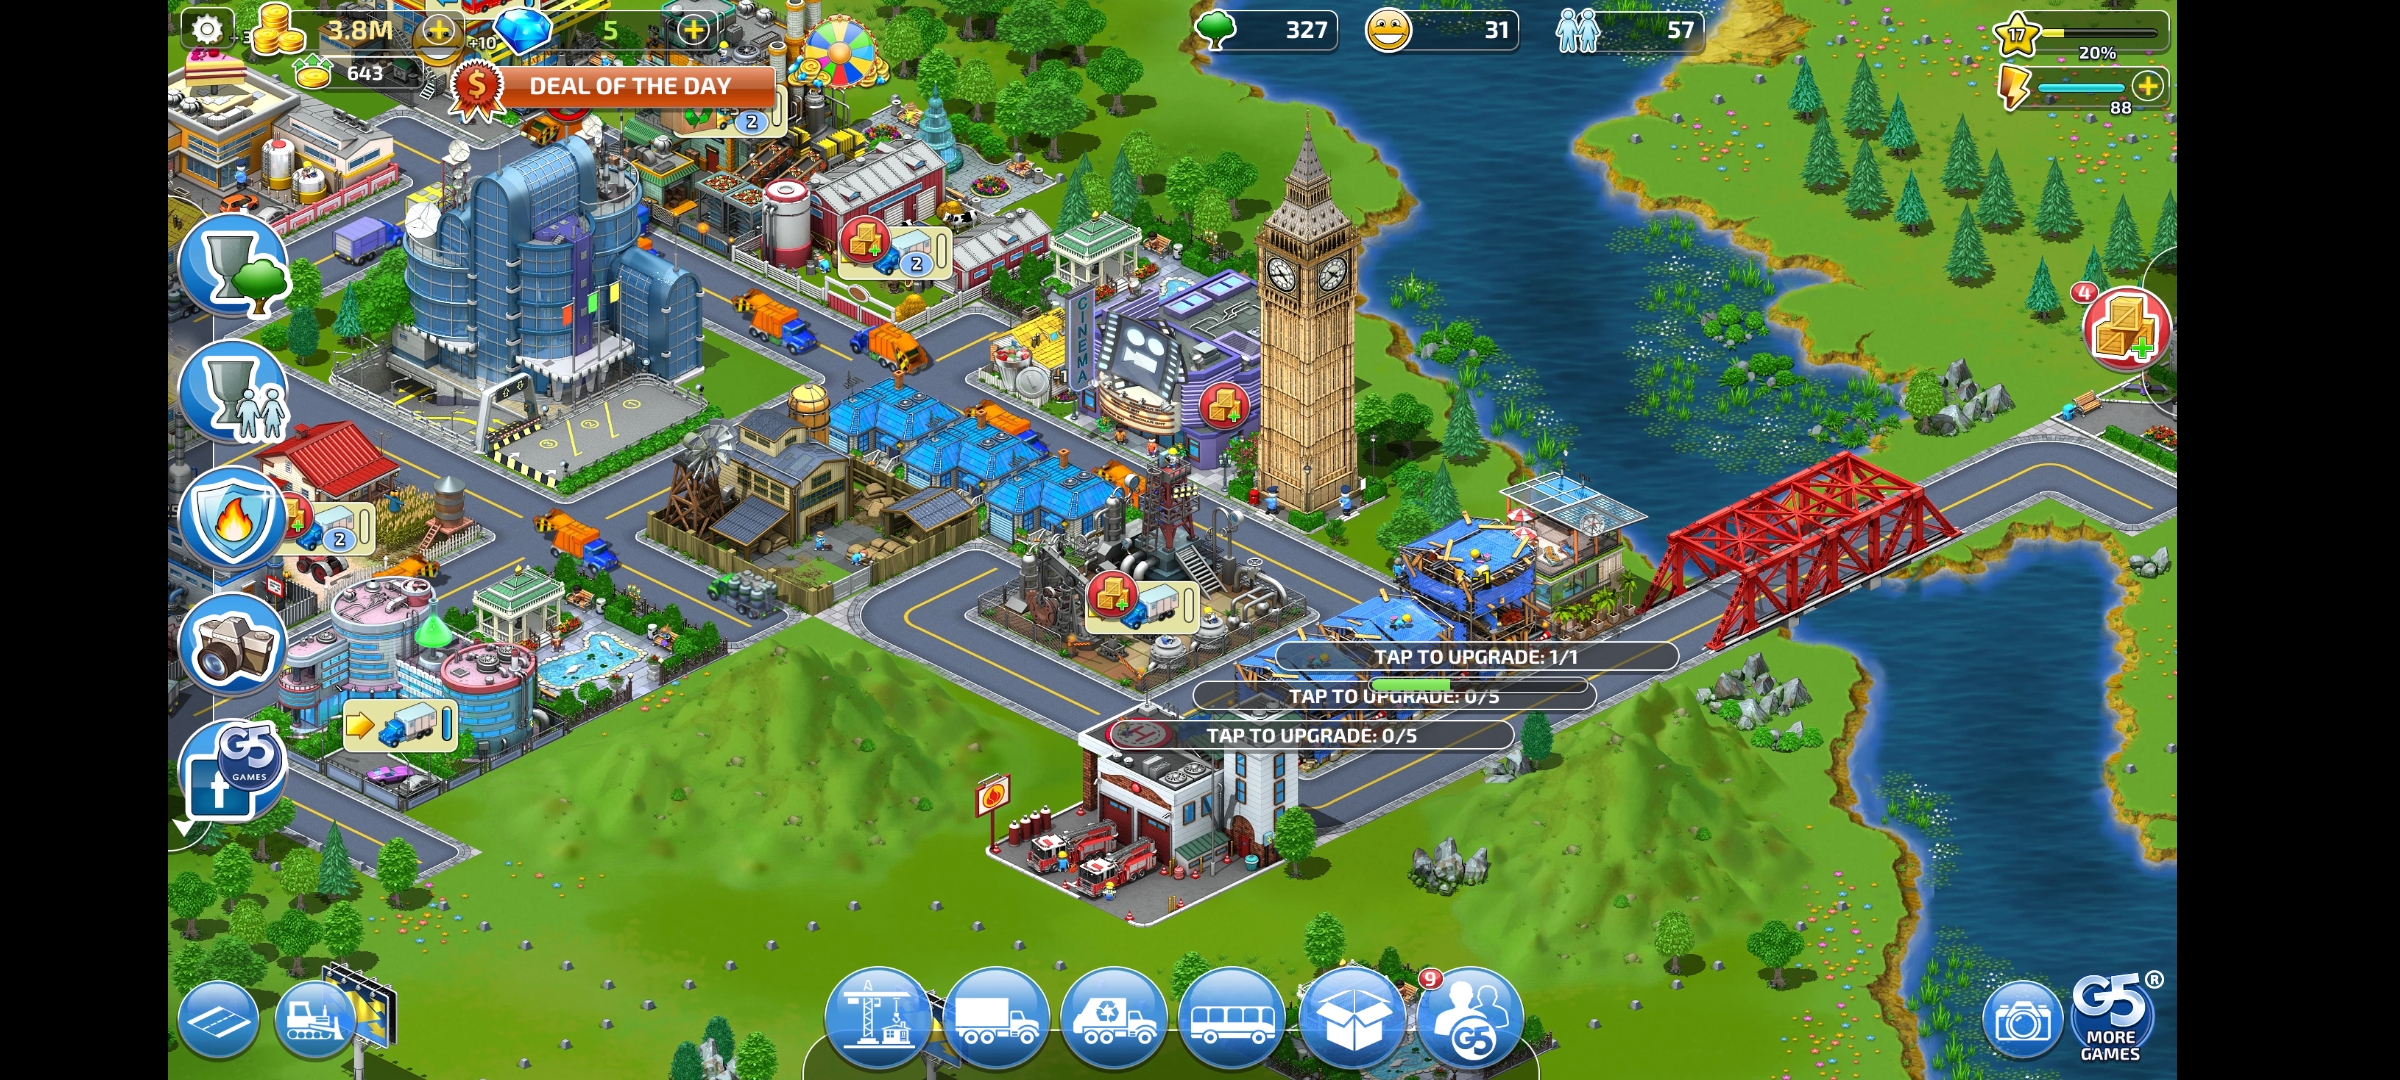 3.8M
+10
5
327
31
57
17
20%
643
DEAL OF THE DAY
88
2
2
4
CINEMA
2
TAP TO UPGRADE: 1/1
TAP TO UPGRADE: 0/5
TAP TO UPGRADE: 0/5
G5
GAMES
f
H
9
G5
G5®
MORE
GAMES